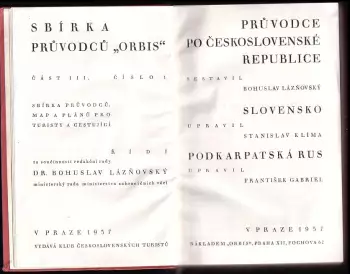 SBÍRKA
PRŮVODCŮ „ORBIS"
ČÁST III. ČÍSLO 1.
SBÍRKA PRŮVODCŮ,
MAP A PLÁNŮ PRO
TURISTY A CESTUJÍCÍ
ŘÍDÍ
za součinnosti redakční rady
DR. BOHUSLAV LÁZŇOVSKÝ
ministerský rada ministerstva zahraničních věcí
V PRAZE 1937
VYDÁVÁ KLUB ČESKOSLOVENSKÝCH TURISTŮ
PRŮVODCE
PO ČESKOSLOVENSKÉ
REPUBLICE
SESTAVIL
BOHUSLAV LÁZŇOVSKÝ
SLOVENSKO
UPRAVIL
STANISLAV KLÍMA
PODKARPATSKÁ RUS
UPRAVIL
FRANTIŠEK GABRIEL
V PRAZE 1937
NÁKLADEM „ORBIS", PRAHA XII, FOCHOVA 62